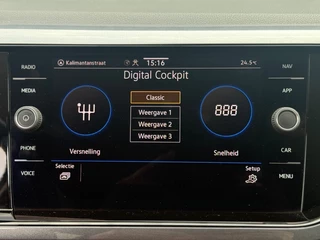 RADIO
Kalimantanstraat 15:16 24.5°C
NAV
Digital Cockpit
MEDIA
APP
Classic
Weergave 1
Weergave 2
Weergave 3
888
Versnelling
Snelheid
PHONE
CAR
VOICE
Selectie
Setup
MENU